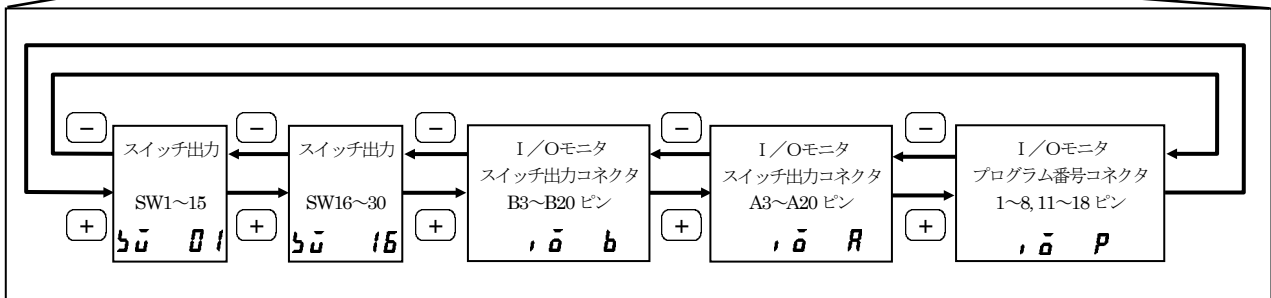 − − − − −
スイッチ出力
SW1～15
スイッチ出力
SW16～30
I／Oモニタ
スイッチ出力コネクタ
B3～B20 ピン
I／Oモニタ
スイッチ出力コネクタ
A3～A20 ピン
I／Oモニタ
プログラム番号コネクタ
1～8, 11～18 ピン
+ + + + +
01
16
b
A
P